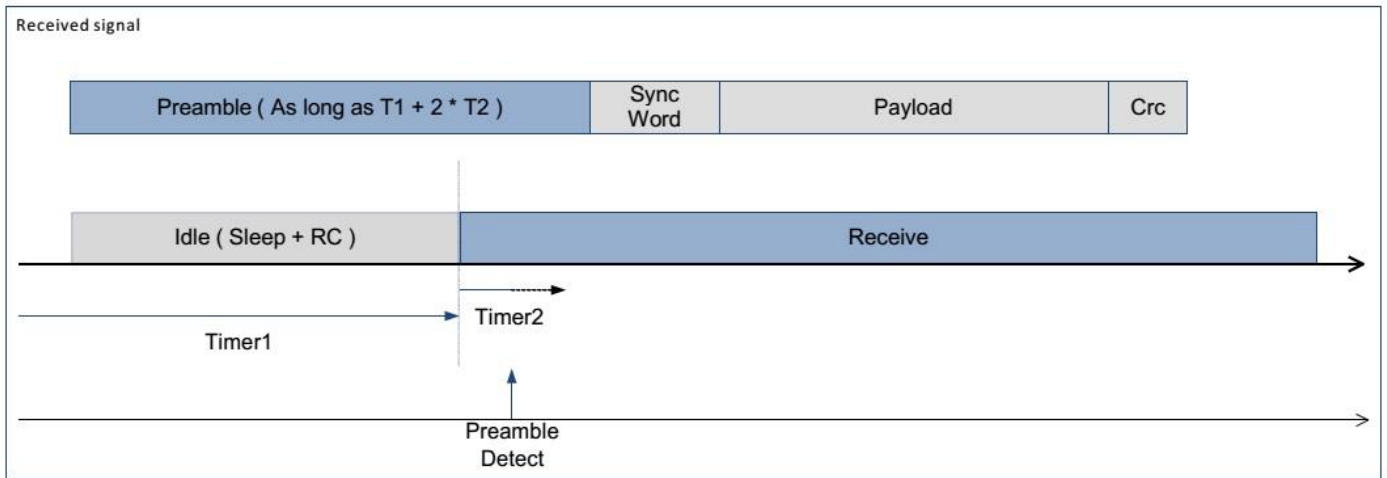 Received signal
Preamble ( As long as T1 + 2 * T2 )
Sync
Word
Payload
Crc
Idle ( Sleep + RC )
Receive
Timer2
Timer1
Preamble
Detect